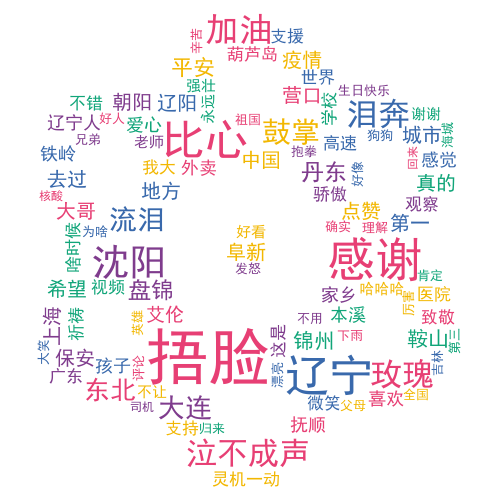 加油
支援
辛苦
葫芦岛
疫情
平安
世界
强壮
生日快乐
永远
营口
学校
不错
朝阳
辽阳
泪奔
谢谢
辽宁人
好人
爱心
祖国
鼓掌
海城
兄弟
老师
比心
高速
狗狗
城市
铁岭
中国
抱拳
回来
感觉
我大
外卖
丹东
好像
去过
真的
核酸
地方
骄傲
大哥
流泪
点赞
观察
啥时候
为啥
好看
确实
理解
第一
沈阳
阜新
感谢
发怒
肯定
希望
视频
盘锦
家乡
哈哈哈
厉害
医院
上海
祈祷
英雄
艾伦
不用
本溪
致敬
大笑
保安
捂脸
这是
锦州
下雨
鞍山
第三
广东
孩子
评论
漂亮
辽宁
玫瑰
吉林
东北
不让
司机
大连
微笑
父母
喜欢
全国
支持
归来
抚顺
泣不成声
灵机一动